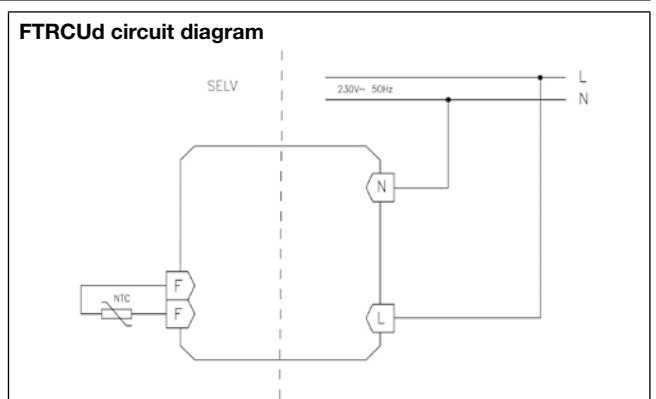 FTRCUd circuit diagram
SELV
230V~ 50Hz
L
N
N
F
NTC
F
L